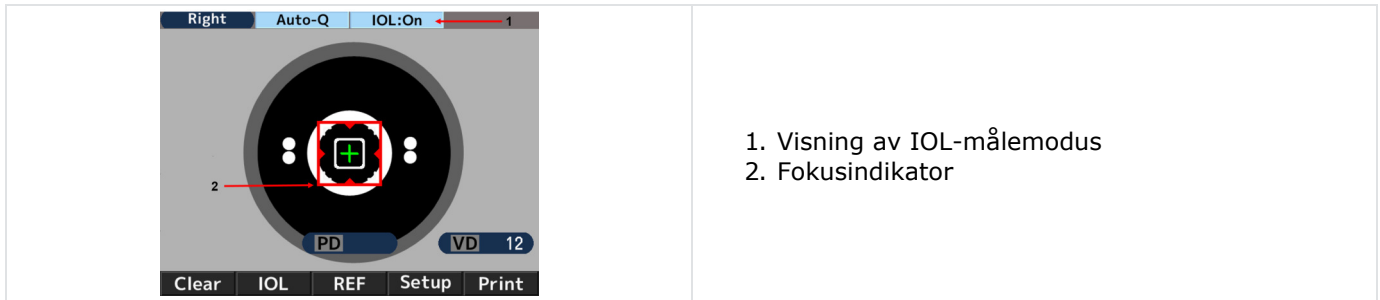 Right Auto-Q IOL:On 1
2
PD VD 12
Clear IOL REF Setup Print
1. Visning av IOL-målemodus
2. Fokusindikator